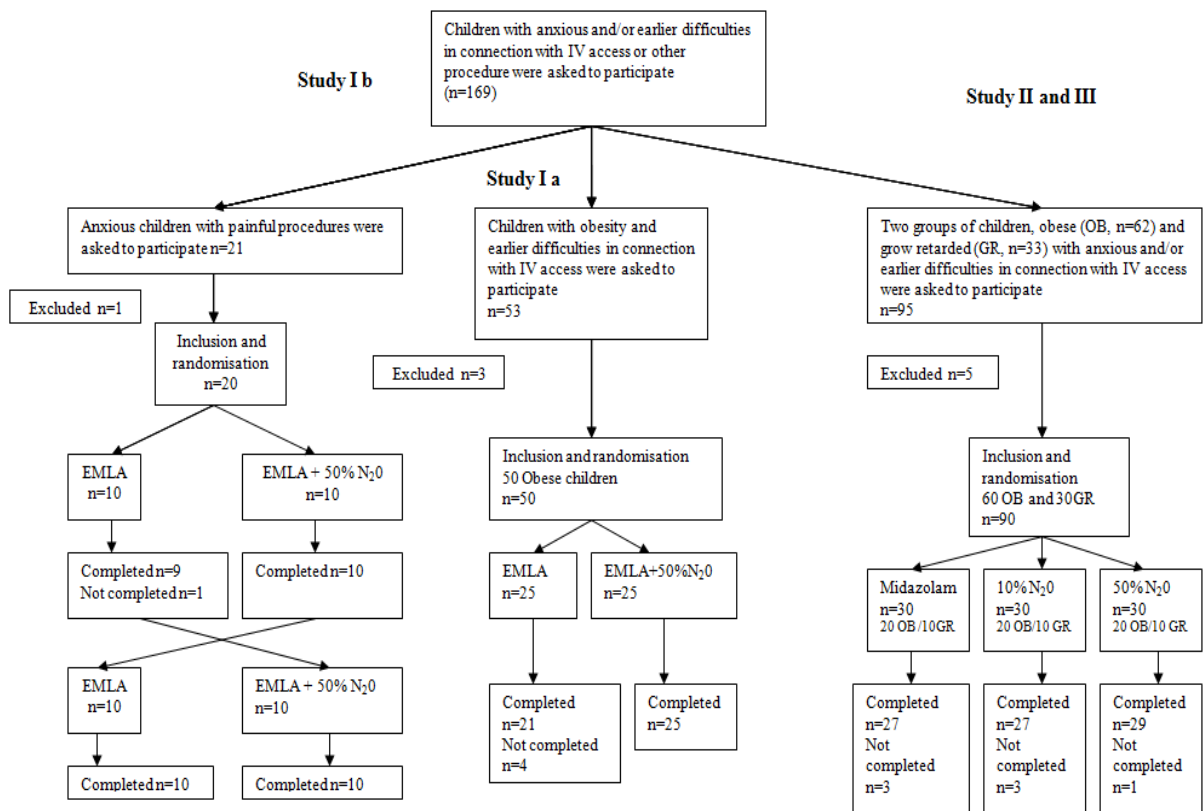 Children with anxious and/or earlier difficulties
in connection with IV access or other
procedure were asked to participate
(n=169)
Study I b
Study II and III
Study I a
Anxious children with painful procedures were
asked to participate n=21
Children with obesity and
earlier difficulties in
connection with IV access
were asked to
participate
n=53
Two groups of children, obese (OB, n=62) and
grow retarded (GR, n=33) with anxious and/or
earlier difficulties in connection with IV access
were asked to participate
n=95
Excluded n=1
Inclusion and
randomisation
n=20
Excluded n=3
Excluded n=5
EMLA
n=10
EMLA + 50% N₂0
n=10
Inclusion and randomisation
50 Obese children
n=50
Inclusion and
randomisation
60 OB and 30GR
n=90
Completed n=9
Not completed n=1
Completed n=10
EMLA
n=25
EMLA+50%N₂0
n=25
Midazolam
n=30
20 OB /10GR
10% N₂0
n=30
20 OB/10 GR
50% N₂0
n=30
20 OB/10 GR
EMLA
n=10
EMLA + 50% N₂0
n=10
Completed
n=21
Not completed
n=4
Completed
n=25
Completed
n=27
Not
completed
n=3
Completed
n=27
Not
completed
n=3
Completed
n=29
Not
completed
n=1
Completed n=10
Completed n=10